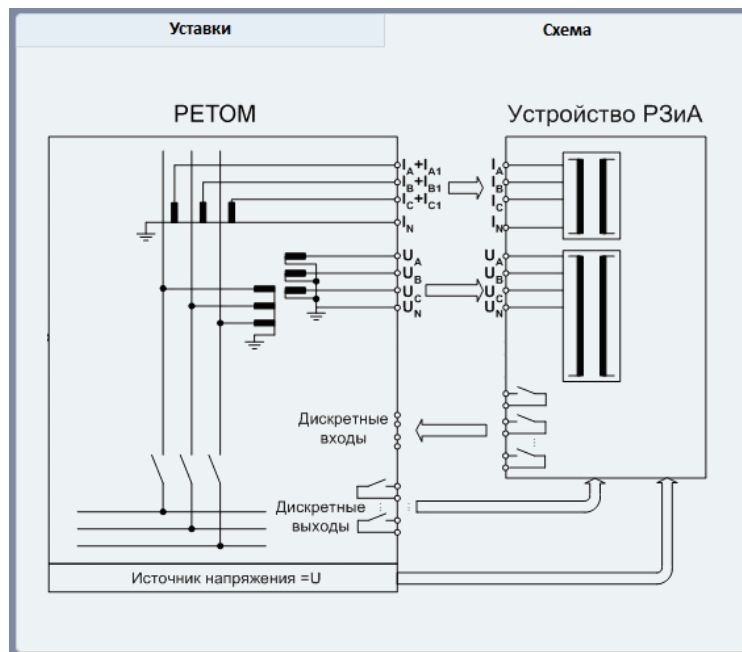 Уставки
Схема
РЕТОМ
Устройство РЗиА
IA+IA1
IB+IB1
IC+IC1
IN
IA
IB
IC
IN
UA
UB
UC
UN
UA
UB
UC
UN
Дискретные
входы
Дискретные
выходы
Источник напряжения =U